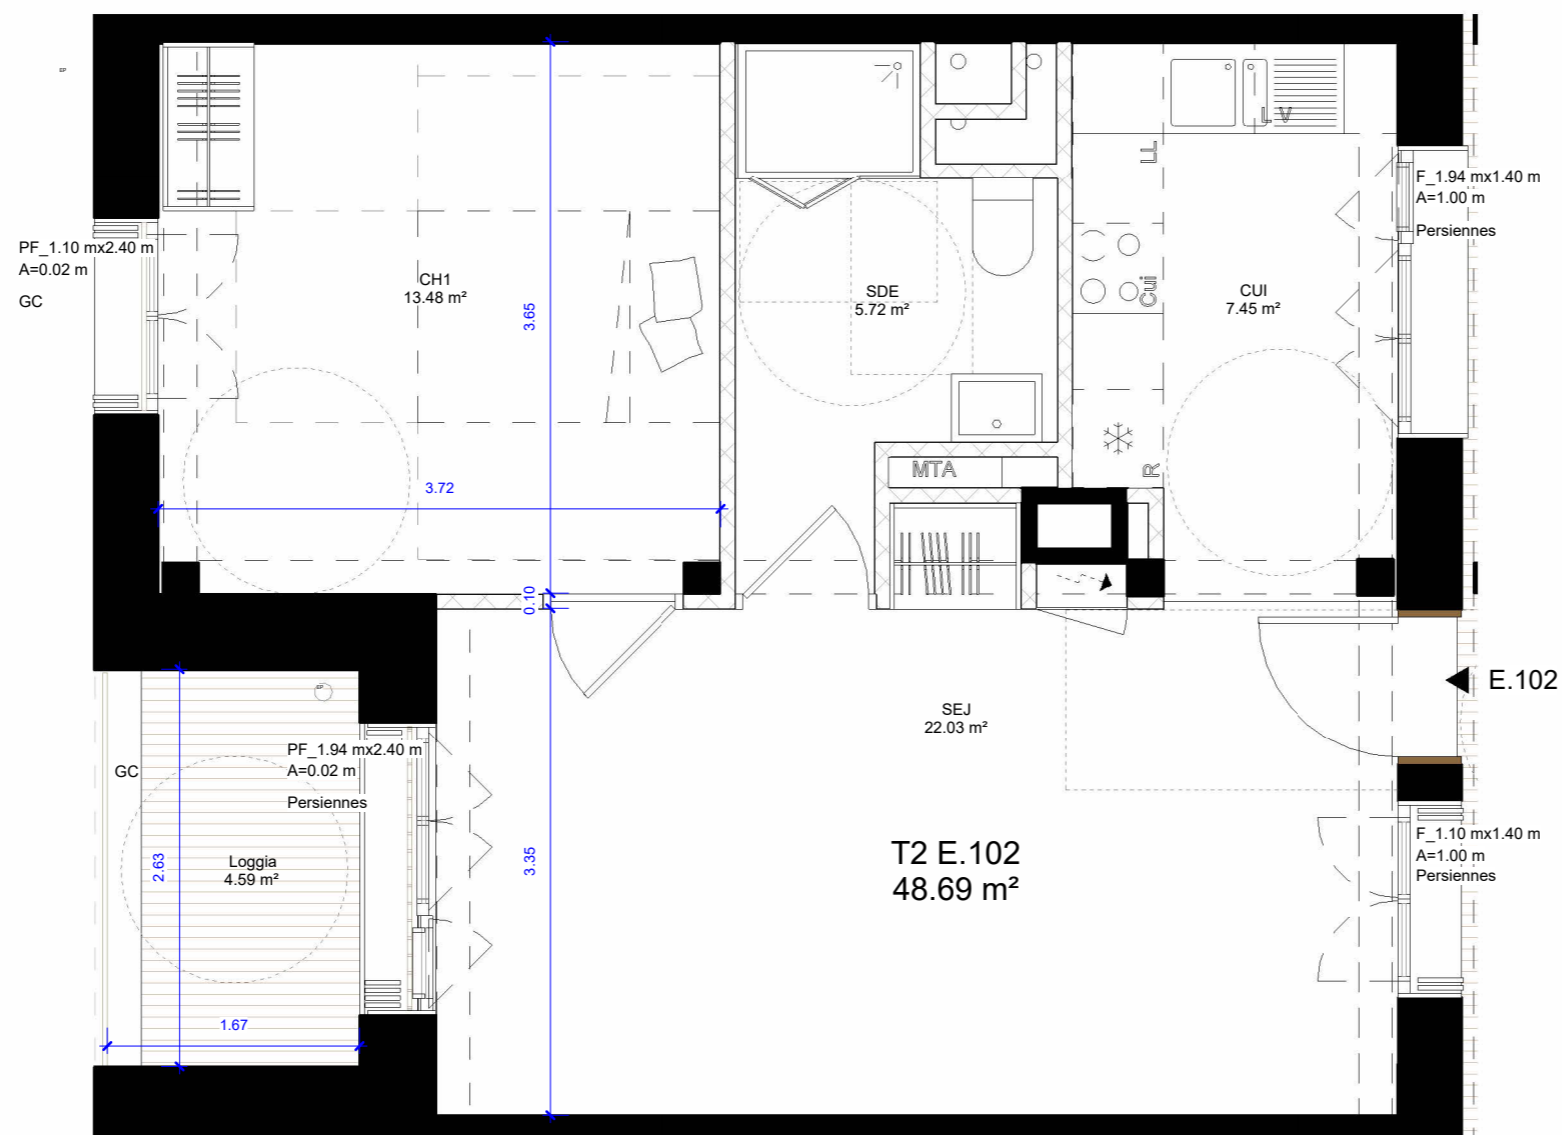 EP
PF_1.10 mx2.40 m
A=0.02 m
GC
CH1
13.48 m²
3.65
3.72
0.10
SDE
5.72 m²
MTA
LV
LL
Cui
R
CUI
7.45 m²
F_1.94 mx1.40 m
A=1.00 m
Persiennes
E.102
SEJ
22.03 m²
EP
PF_1.94 mx2.40 m
A=0.02 m
Persiennes
GC
Loggia
4.59 m²
2.63
1.67
3.35
T2 E.102
48.69 m²
F_1.10 mx1.40 m
A=1.00 m
Persiennes